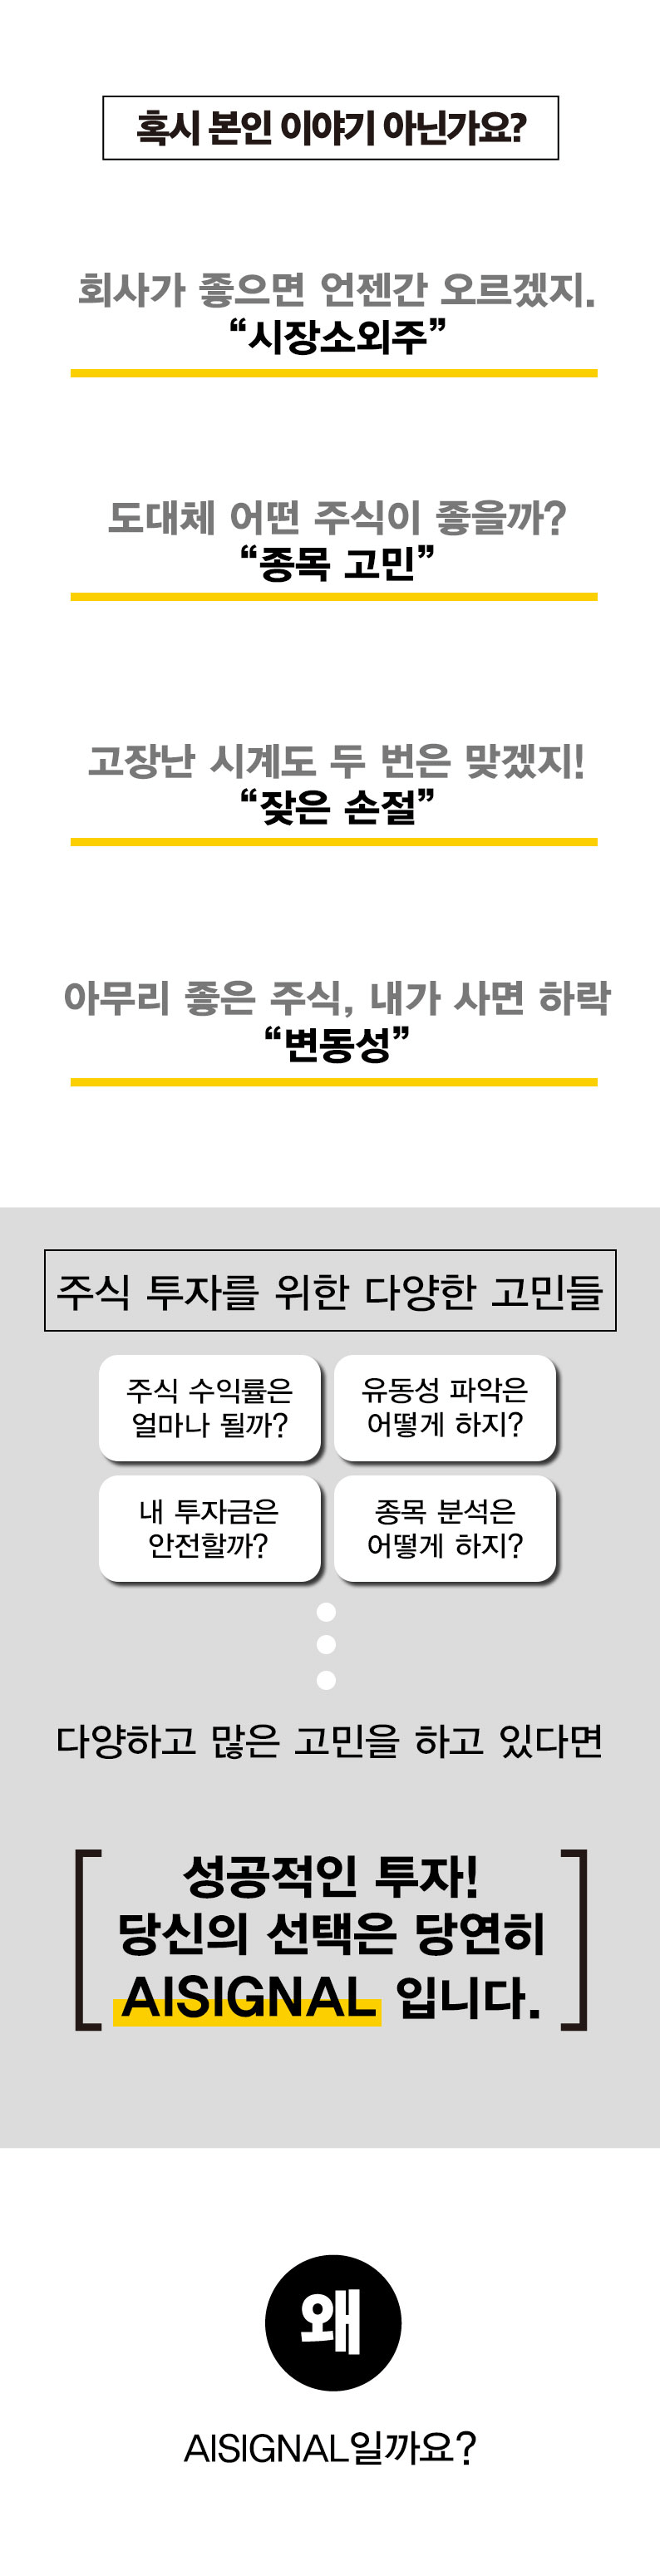 혹시 본인 이야기 아닌가요?
회사가 좋으면 언젠간 오르겠지.
“시장소외주”
도대체 어떤 주식이 좋을까?
“종목 고민”
고장난 시계도 두 번은 맞겠지!
“잦은 손절”
아무리 좋은 주식, 내가 사면 하락
“변동성”
주식 투자를 위한 다양한 고민들
주식 수익률은
얼마나 될까?
유동성 파악은
어떻게 하지?
내 투자금은
안전할까?
종목 분석은
어떻게 하지?
다양하고 많은 고민을 하고 있다면
성공적인 투자!
당신의 선택은 당연히
AISIGNAL 입니다.
왜
AISIGNAL일까요?